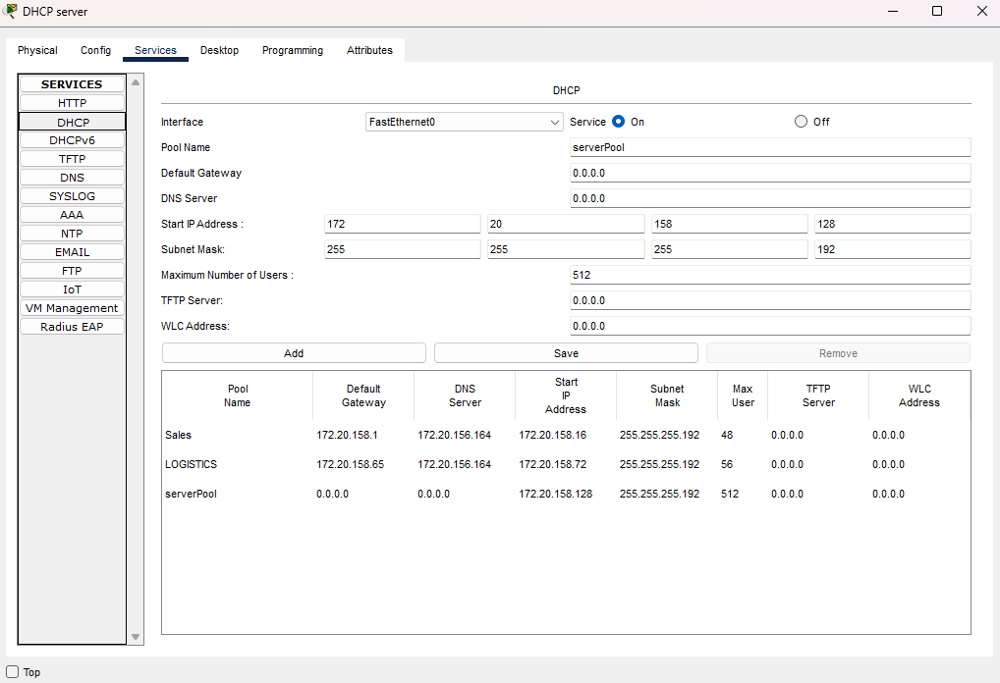 DHCP server
Physical Config Services Desktop Programming Attributes
SERVICES
HTTP
DHCP
DHCPv6
TFTP
DNS
SYSLOG
AAA
NTP
EMAIL
FTP
IoT
VM Management
Radius EAP
DHCP
Interface FastEthernet0 Service On Off
Pool Name serverPool
Default Gateway 0.0.0.0
DNS Server 0.0.0.0
Start IP Address : 172 20 158 128
Subnet Mask: 255 255 255 192
Maximum Number of Users : 512
TFTP Server: 0.0.0.0
WLC Address: 0.0.0.0
Add Save Remove
Pool Name Default Gateway DNS Server Start IP Address Subnet Mask Max User TFTP Server WLC Address
Sales 172.20.158.1 172.20.156.164 172.20.158.16 255.255.255.192 48 0.0.0.0 0.0.0.0
LOGISTICS 172.20.158.65 172.20.156.164 172.20.158.72 255.255.255.192 56 0.0.0.0 0.0.0.0
serverPool 0.0.0.0 0.0.0.0 172.20.158.128 255.255.255.192 512 0.0.0.0 0.0.0.0
Top